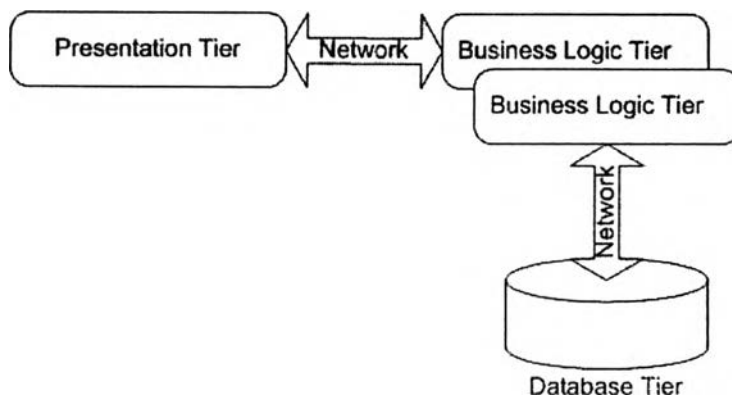 Presentation Tier
Network
Business Logic Tier
Business Logic Tier
Network
Database Tier